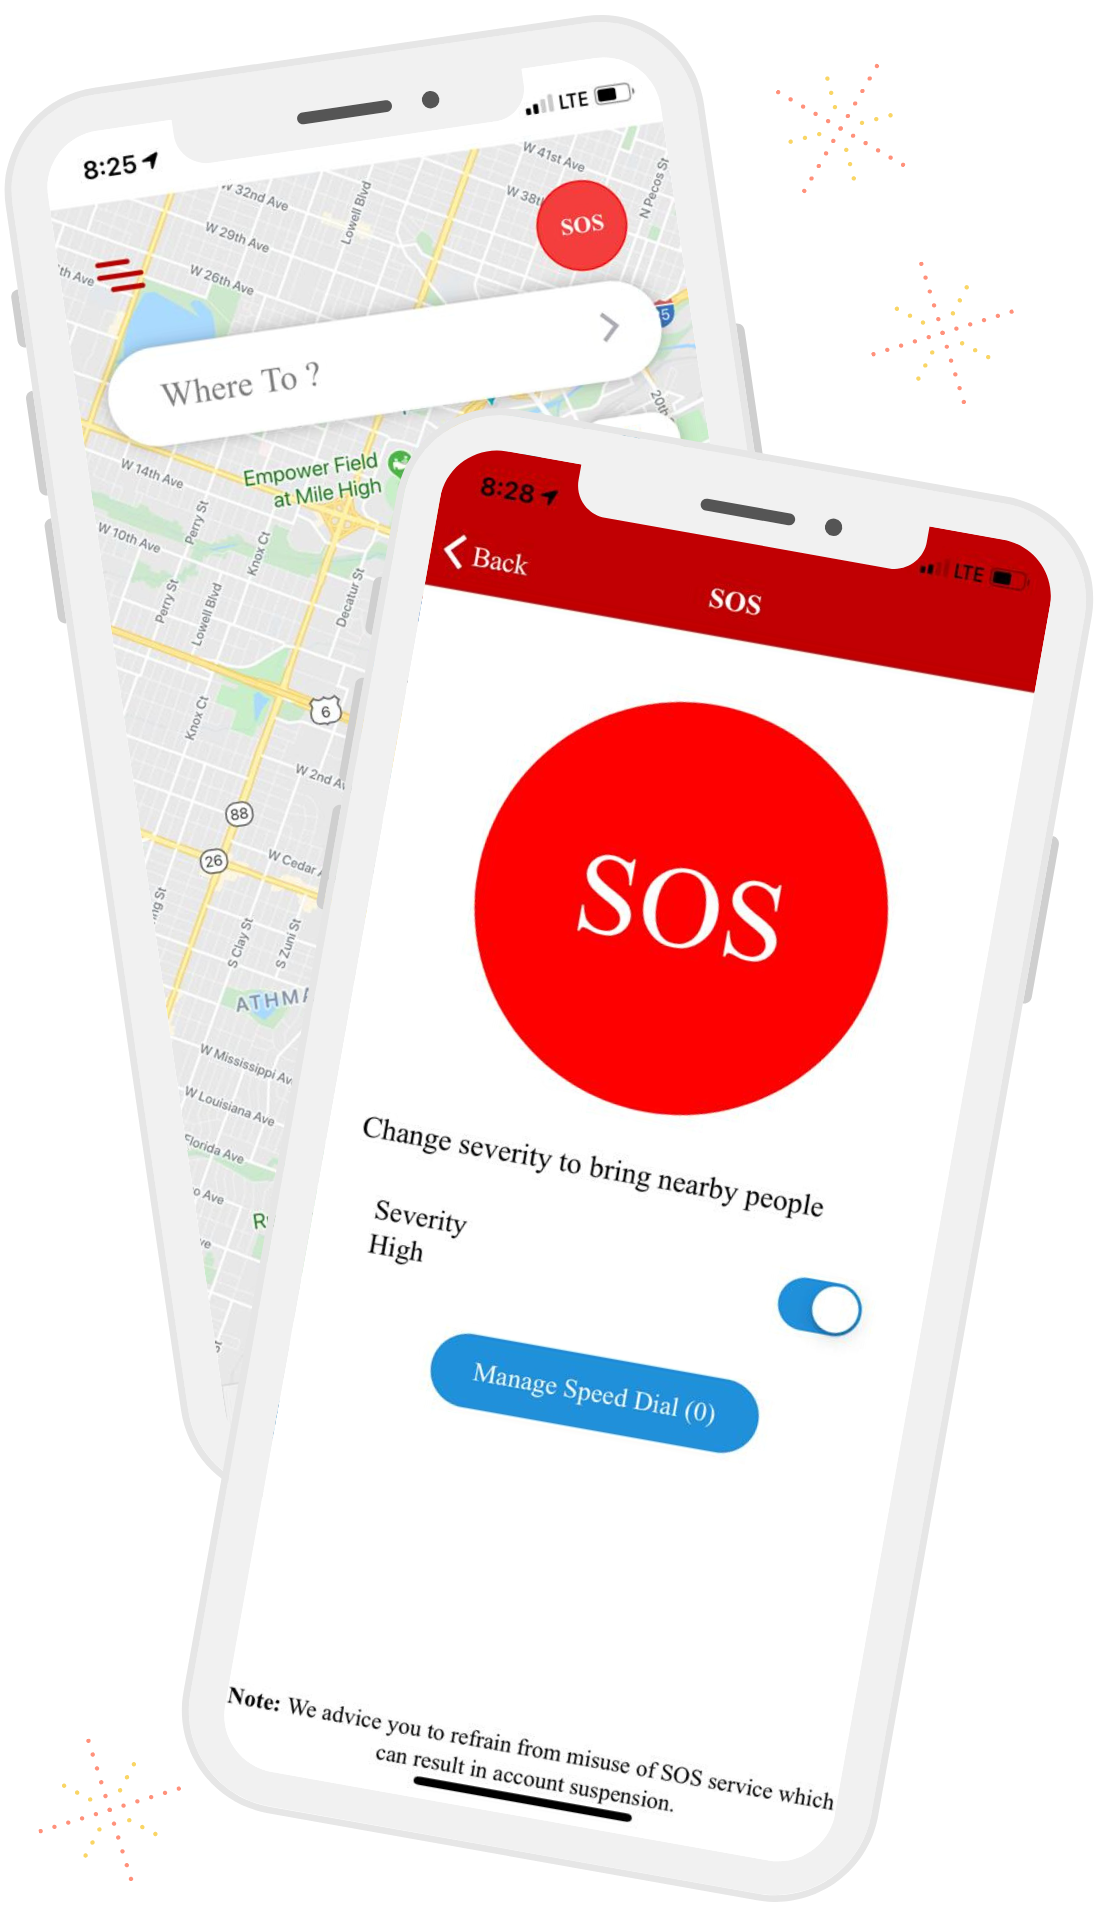 8:25
LTE
W 41st Ave
W 32nd Ave
Lowell Blvd
W 38th
N Pecos St
SOS
W 29th Ave
W 26th Ave
Where To ?
20th
Empower Field
at Mile High
W 14th Ave
Perry St
W 10th Ave
Knox Ct
Perry St
Lowell Blvd
Decatur St
Knox Ct
6
W 2nd Av
88
26
W Cedar
S Clay St
S Zuni St
ATHMA
W Mississippi Av
W Louisiana Ave
Florida Ave
8:28
LTE
Back
SOS
SOS
Change severity to bring nearby people
Severity
High
Manage Speed Dial (0)
Note: We advice you to refrain from misuse of SOS service which
can result in account suspension.